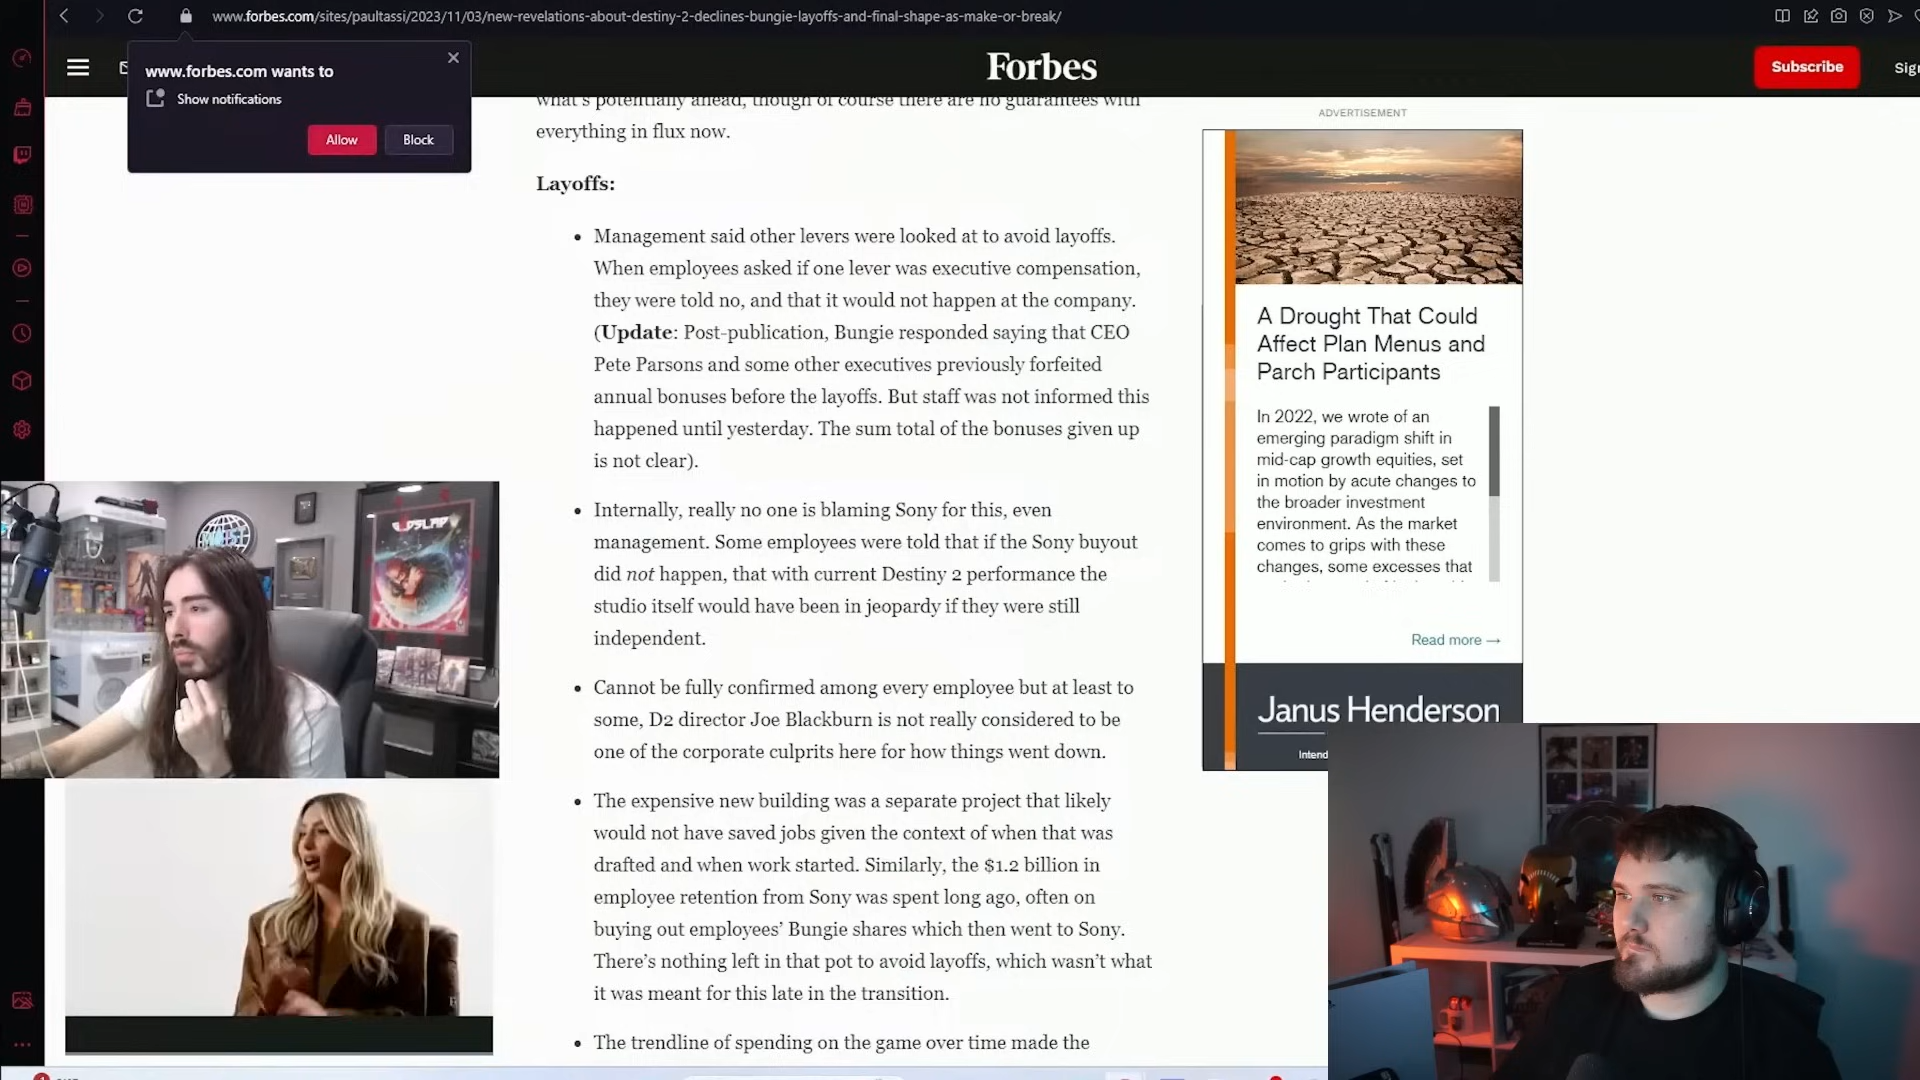 www.forbes.com/sites/paultassi/2023/11/03/new-revelations-about-destiny-2-declines-bungie-layoffs-and-final-shape-as-make-or-break/
www.forbes.com wants to
Show notifications
Allow
Block
Forbes
Subscribe
what's potentially ahead, though of course there are no guarantees with
everything in flux now.
Layoffs:
• Management said other levers were looked at to avoid layoffs.
When employees asked if one lever was executive compensation,
they were told no, and that it would not happen at the company.
(Update: Post-publication, Bungie responded saying that CEO
Pete Parsons and some other executives previously forfeited
annual bonuses before the layoffs. But staff was not informed this
happened until yesterday. The sum total of the bonuses given up
is not clear).
• Internally, really no one is blaming Sony for this, even
management. Some employees were told that if the Sony buyout
did not happen, that with current Destiny 2 performance the
studio itself would have been in jeopardy if they were still
independent.
• Cannot be fully confirmed among every employee but at least to
some, D2 director Joe Blackburn is not really considered to be
one of the corporate culprits here for how things went down.
• The expensive new building was a separate project that likely
would not have saved jobs given the context of when that was
drafted and when work started. Similarly, the $1.2 billion in
employee retention from Sony was spent long ago, often on
buying out employees' Bungie shares which then went to Sony.
There's nothing left in that pot to avoid layoffs, which wasn't what
it was meant for this late in the transition.
• The trendline of spending on the game over time made the
ADVERTISEMENT
A Drought That Could
Affect Plan Menus and
Parch Participants
In 2022, we wrote of an
emerging paradigm shift in
mid-cap growth equities, set
in motion by acute changes to
the broader investment
environment. As the market
comes to grips with these
changes, some excesses that
Read more →
Janus Henderson